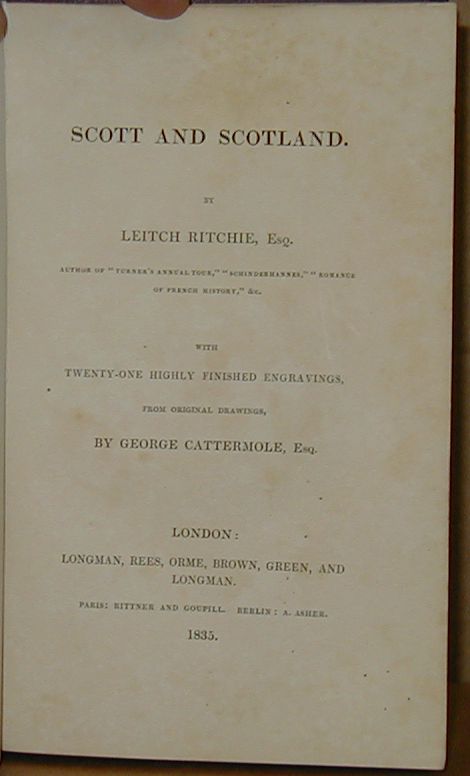 SCOTT AND SCOTLAND.
BY
LEITCH RITCHIE, Esq.
AUTHOR OF "TURNER'S ANNUAL TOUR," "SCHINDERHANNES," "ROMANCE
OF FRENCH HISTORY," &c.
WITH
TWENTY-ONE HIGHLY FINISHED ENGRAVINGS,
FROM ORIGINAL DRAWINGS,
BY GEORGE CATTERMOLE, Esq.
LONDON:
LONGMAN, REES, ORME, BROWN, GREEN, AND
LONGMAN.
PARIS: RITTNER AND GOUPILL. BERLIN: A. ASHER.
1835.